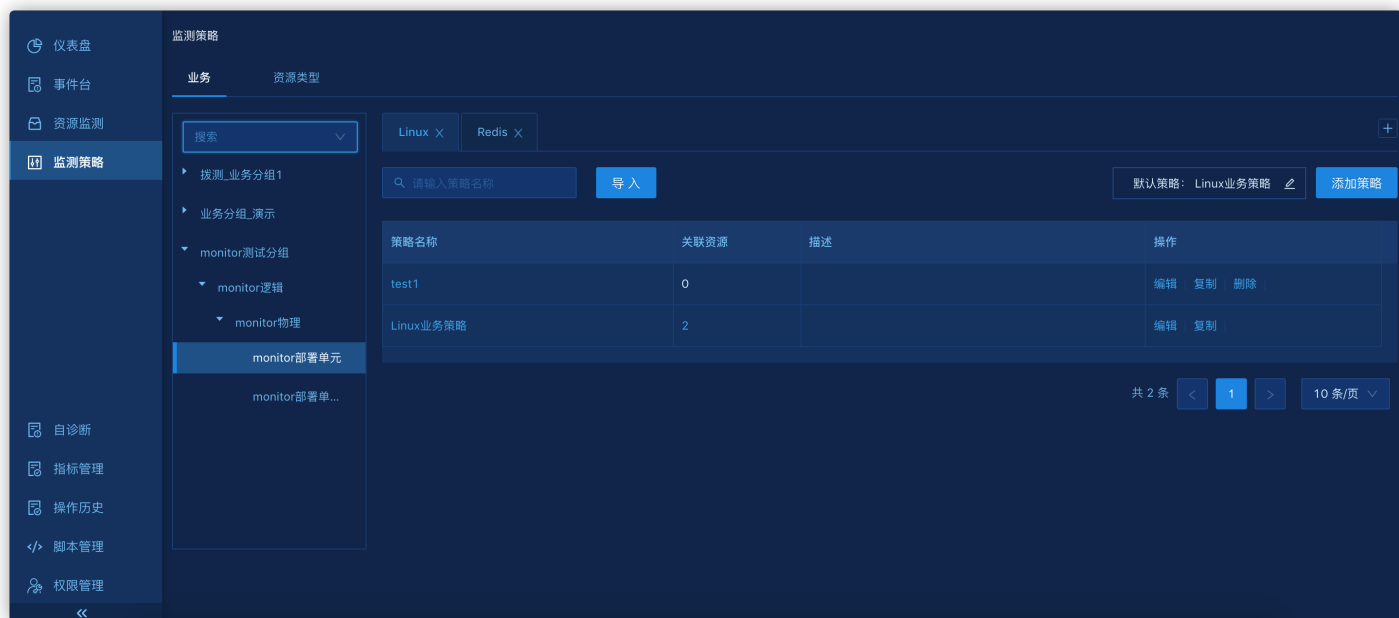 仪表盘
事件台
资源监测
监测策略
自诊断
指标管理
操作历史
脚本管理
权限管理
监测策略
业务 资源类型
搜索
拨测_业务分组1
业务分组_演示
monitor测试分组
monitor逻辑
monitor物理
monitor部署单元
monitor部署单...
Linux Redis
请输入策略名称 导 入 默认策略: Linux业务策略 添加策略
策略名称 关联资源 描述 操作
test1 0 编辑 复制 删除
Linux业务策略 2 编辑 复制
共 2 条 < 1 > 10 条/页